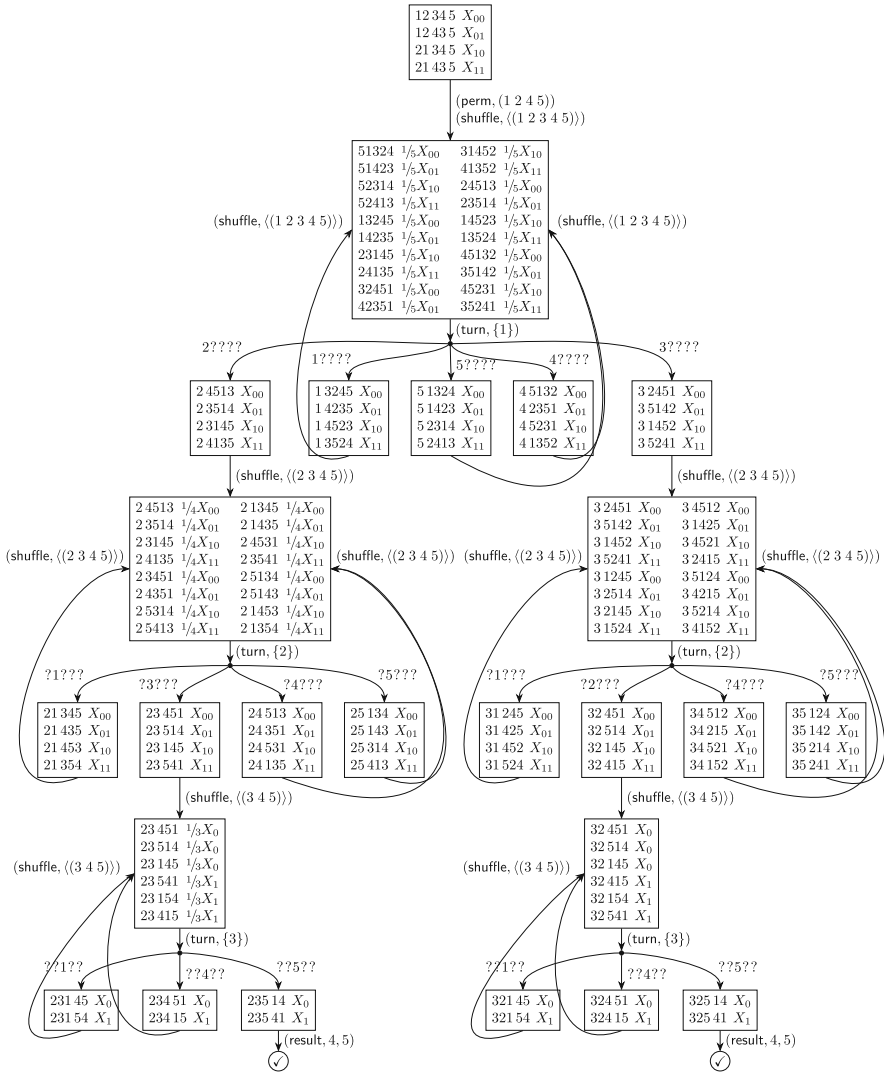 12 34 5 X00
12 43 5 X01
21 34 5 X10
21 43 5 X11
(perm, (1 2 4 5))
(shuffle, ⟨(1 2 3 4 5)⟩)
51324 1/5X00 31452 1/5X10
51423 1/5X01 41352 1/5X11
52314 1/5X10 24513 1/5X00
52413 1/5X11 23514 1/5X01
13245 1/5X00 14523 1/5X10
14235 1/5X01 13524 1/5X11
23145 1/5X10 45132 1/5X00
24135 1/5X11 35142 1/5X01
32451 1/5X00 45231 1/5X10
42351 1/5X01 35241 1/5X11
(shuffle, ⟨(1 2 3 4 5)⟩) (shuffle, ⟨(1 2 3 4 5)⟩)
(turn, {1})
2???? 1???? 5???? 4???? 3????
2 4513 X00 1 3245 X00 5 1324 X00 4 5132 X00 3 2451 X00
2 3514 X01 1 4235 X01 5 1423 X01 4 2351 X01 3 5142 X01
2 3145 X10 1 4523 X10 5 2314 X10 4 5231 X10 3 1452 X10
2 4135 X11 1 3524 X11 5 2413 X11 4 1352 X11 3 5241 X11
(shuffle, ⟨(2 3 4 5)⟩) (shuffle, ⟨(2 3 4 5)⟩)
2 4513 1/4X00 2 1345 1/4X00 3 2451 X00 3 4512 X00
2 3514 1/4X01 2 1435 1/4X01 3 5142 X01 3 1425 X01
2 3145 1/4X10 2 4531 1/4X10 3 1452 X10 3 4521 X10
2 4135 1/4X11 2 3541 1/4X11 3 5241 X11 3 2415 X11
2 3451 1/4X00 2 5134 1/4X00 3 1245 X00 3 5124 X00
2 4351 1/4X01 2 5143 1/4X01 3 2514 X01 3 4215 X01
2 5314 1/4X10 2 1453 1/4X10 3 2145 X10 3 5214 X10
2 5413 1/4X11 2 1354 1/4X11 3 1524 X11 3 4152 X11
(shuffle, ⟨(2 3 4 5)⟩) (shuffle, ⟨(2 3 4 5)⟩) (shuffle, ⟨(2 3 4 5)⟩) (shuffle, ⟨(2 3 4 5)⟩)
(turn, {2}) (turn, {2})
?1??? ?3??? ?4??? ?5??? ?1??? ?2??? ?4??? ?5???
21 345 X00 23 451 X00 24 513 X00 25 134 X00 31 245 X00 32 451 X00 34 512 X00 35 124 X00
21 435 X01 23 514 X01 24 351 X01 25 143 X01 31 425 X01 32 514 X01 34 215 X01 35 142 X01
21 453 X10 23 145 X10 24 531 X10 25 314 X10 31 452 X10 32 145 X10 34 521 X10 35 214 X10
21 354 X11 23 541 X11 24 135 X11 25 413 X11 31 524 X11 32 415 X11 34 152 X11 35 241 X11
(shuffle, ⟨(3 4 5)⟩) (shuffle, ⟨(3 4 5)⟩)
23 451 1/3X0 32 451 X0
23 514 1/3X0 32 514 X0
23 145 1/3X0 32 145 X0
23 541 1/3X1 32 415 X1
23 154 1/3X1 32 154 X1
23 415 1/3X1 32 541 X1
(shuffle, ⟨(3 4 5)⟩) (shuffle, ⟨(3 4 5)⟩)
(turn, {3}) (turn, {3})
??1?? ??4?? ??5?? ??1?? ??4?? ??5??
231 45 X0 234 51 X0 235 14 X0 321 45 X0 324 51 X0 325 14 X0
231 54 X1 234 15 X1 235 41 X1 321 54 X1 324 15 X1 325 41 X1
(result, 4, 5) (result, 4, 5)
✓ ✓